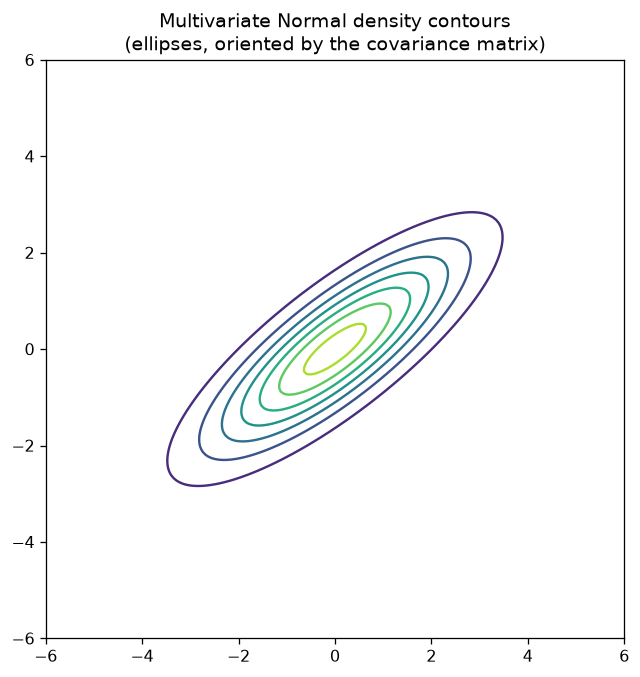 Multivariate Normal density contours
(ellipses, oriented by the covariance matrix)
6
4
2
0
−2
−4
−6
−6 −4 −2 0 2 4 6